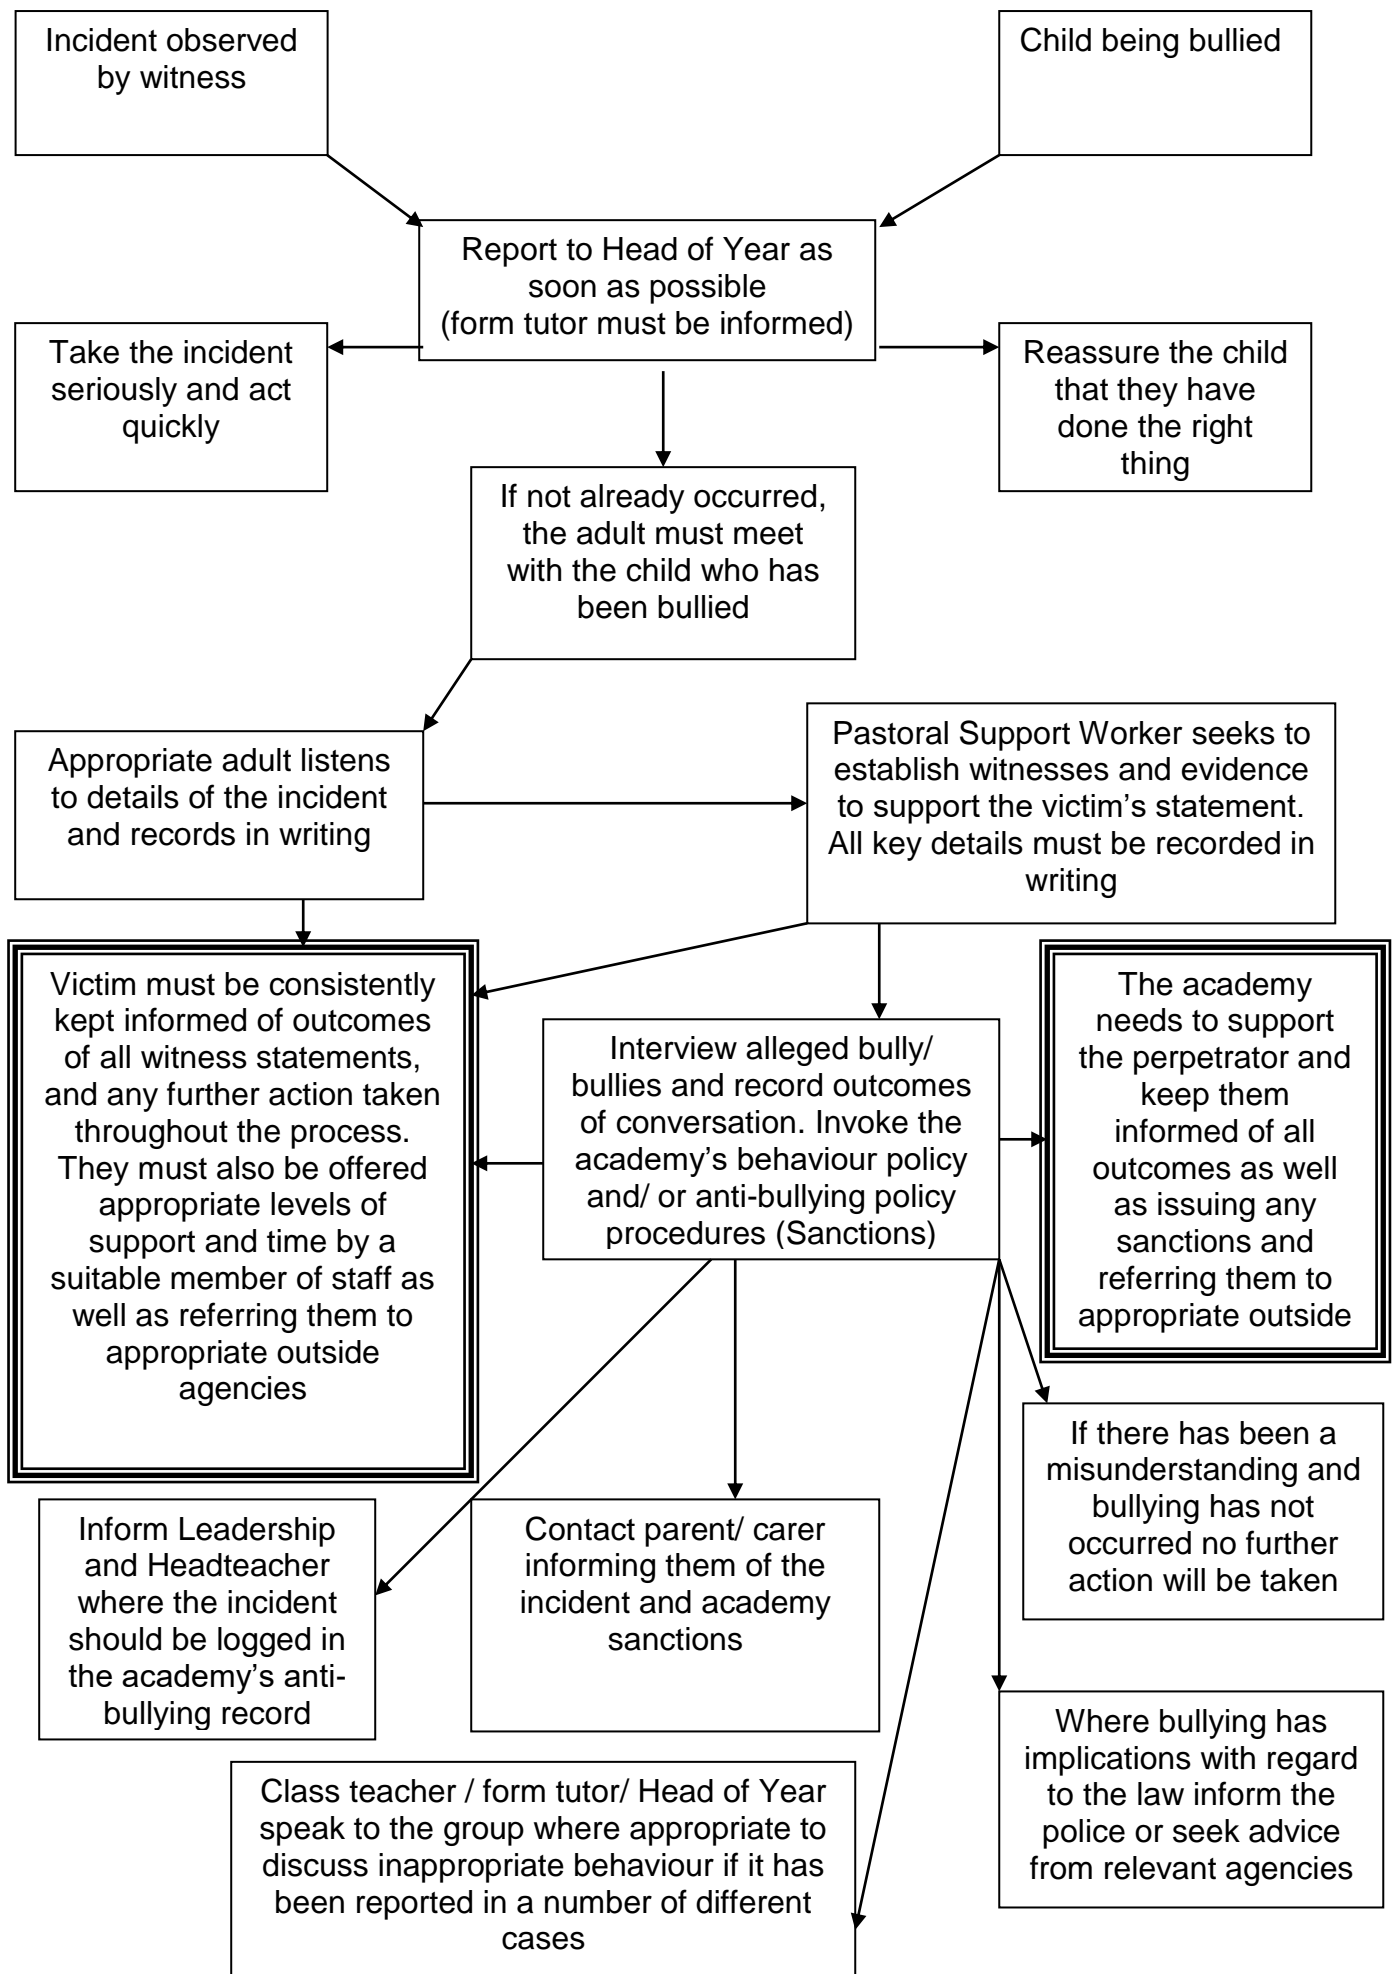 Incident observed
by witness
Child being bullied
Report to Head of Year as
soon as possible
(form tutor must be informed)
Take the incident
seriously and act
quickly
Reassure the child
that they have
done the right
thing
If not already occurred,
the adult must meet
with the child who has
been bullied
Appropriate adult listens
to details of the incident
and records in writing
Pastoral Support Worker seeks to
establish witnesses and evidence
to support the victim’s statement.
All key details must be recorded in
writing
Victim must be consistently
kept informed of outcomes
of all witness statements,
and any further action taken
throughout the process.
They must also be offered
appropriate levels of
support and time by a
suitable member of staff as
well as referring them to
appropriate outside
agencies
Interview alleged bully/
bullies and record outcomes
of conversation. Invoke the
academy’s behaviour policy
and/ or anti-bullying policy
procedures (Sanctions)
The academy
needs to support
the perpetrator and
keep them
informed of all
outcomes as well
as issuing any
sanctions and
referring them to
appropriate outside
If there has been a
misunderstanding and
bullying has not
occurred no further
action will be taken
Inform Leadership
and Headteacher
where the incident
should be logged in
the academy’s anti-
bullying record
Contact parent/ carer
informing them of the
incident and academy
sanctions
Where bullying has
implications with regard
to the law inform the
police or seek advice
from relevant agencies
Class teacher / form tutor/ Head of Year
speak to the group where appropriate to
discuss inappropriate behaviour if it has
been reported in a number of different
cases